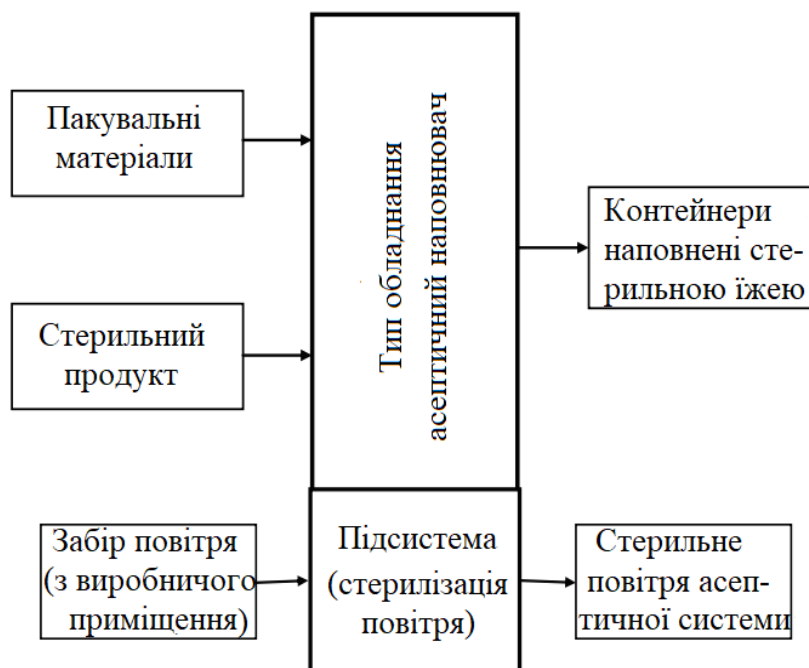 Пакувальні
матеріали
Стерильний
продукт
Забір повітря
(з виробничого
приміщення)
Тип обладнання
асептичний наповнювач
Підсистема
(стерилізація
повітря)
Контейнери
наповнені сте-
рильною їжею
Стерильне
повітря асеп-
тичної системи